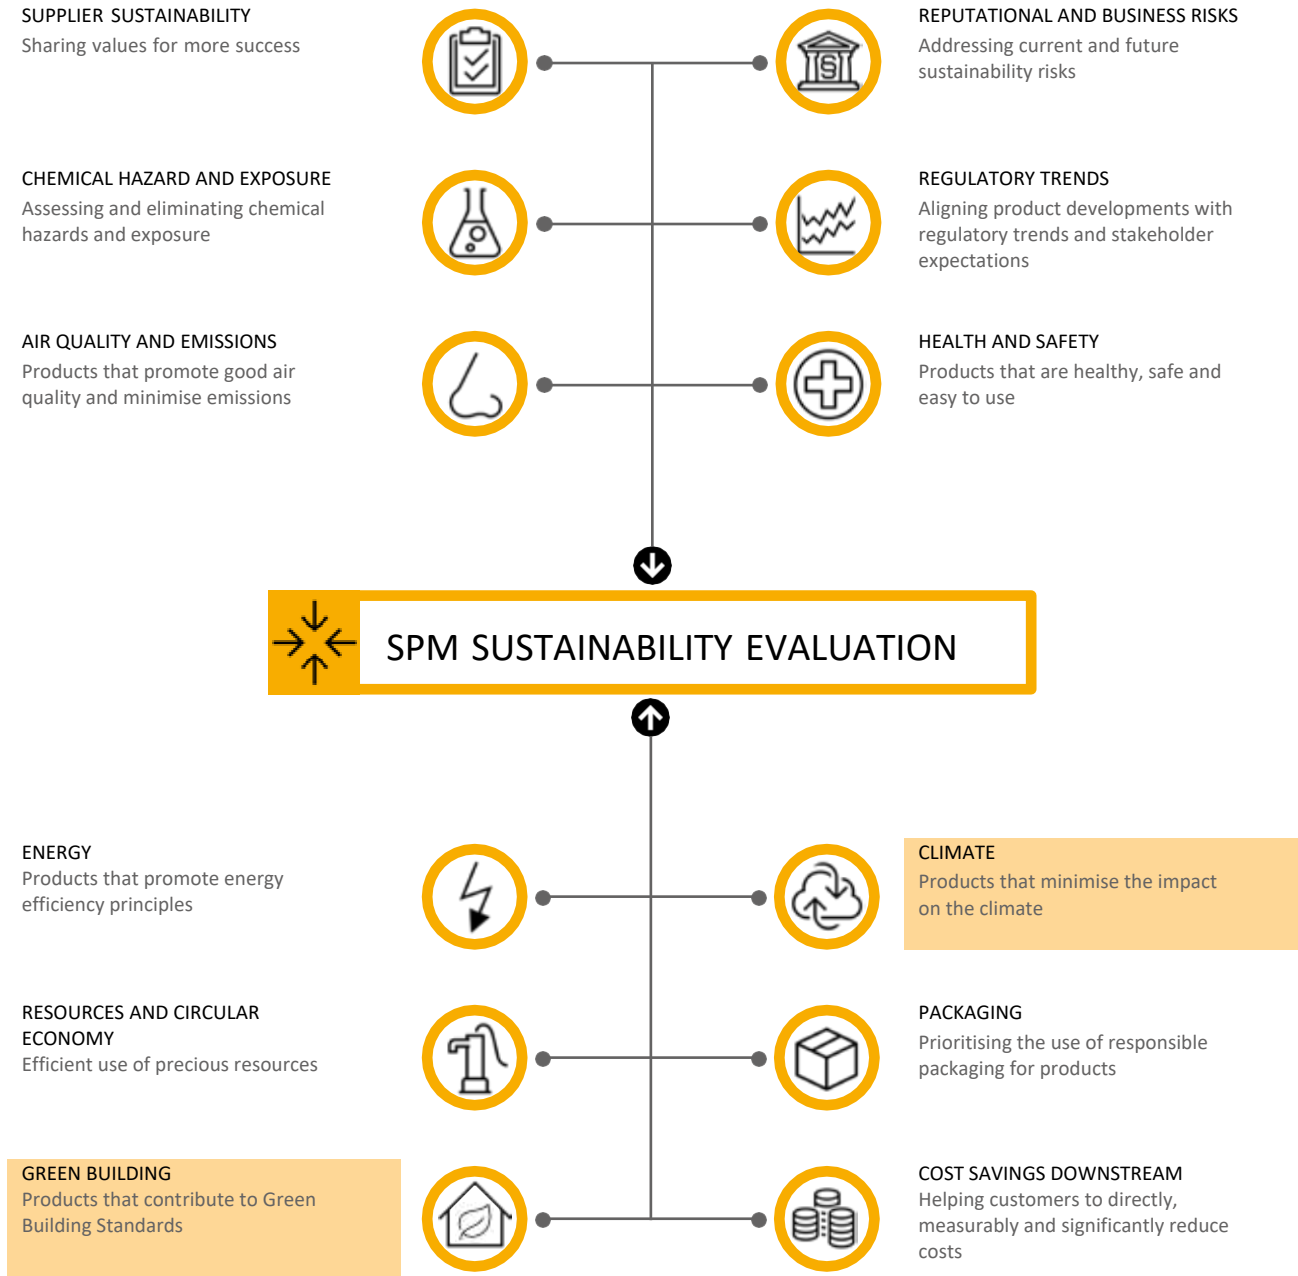 SUPPLIER SUSTAINABILITY
Sharing values for more success
REPUTATIONAL AND BUSINESS RISKS
Addressing current and future
sustainability risks
CHEMICAL HAZARD AND EXPOSURE
Assessing and eliminating chemical
hazards and exposure
REGULATORY TRENDS
Aligning product developments with
regulatory trends and stakeholder
expectations
AIR QUALITY AND EMISSIONS
Products that promote good air
quality and minimise emissions
HEALTH AND SAFETY
Products that are healthy, safe and
easy to use
SPM SUSTAINABILITY EVALUATION
ENERGY
Products that promote energy
efficiency principles
CLIMATE
Products that minimise the impact
on the climate
RESOURCES AND CIRCULAR
ECONOMY
Efficient use of precious resources
PACKAGING
Prioritising the use of responsible
packaging for products
GREEN BUILDING
Products that contribute to Green
Building Standards
COST SAVINGS DOWNSTREAM
Helping customers to directly,
measurably and significantly reduce
costs